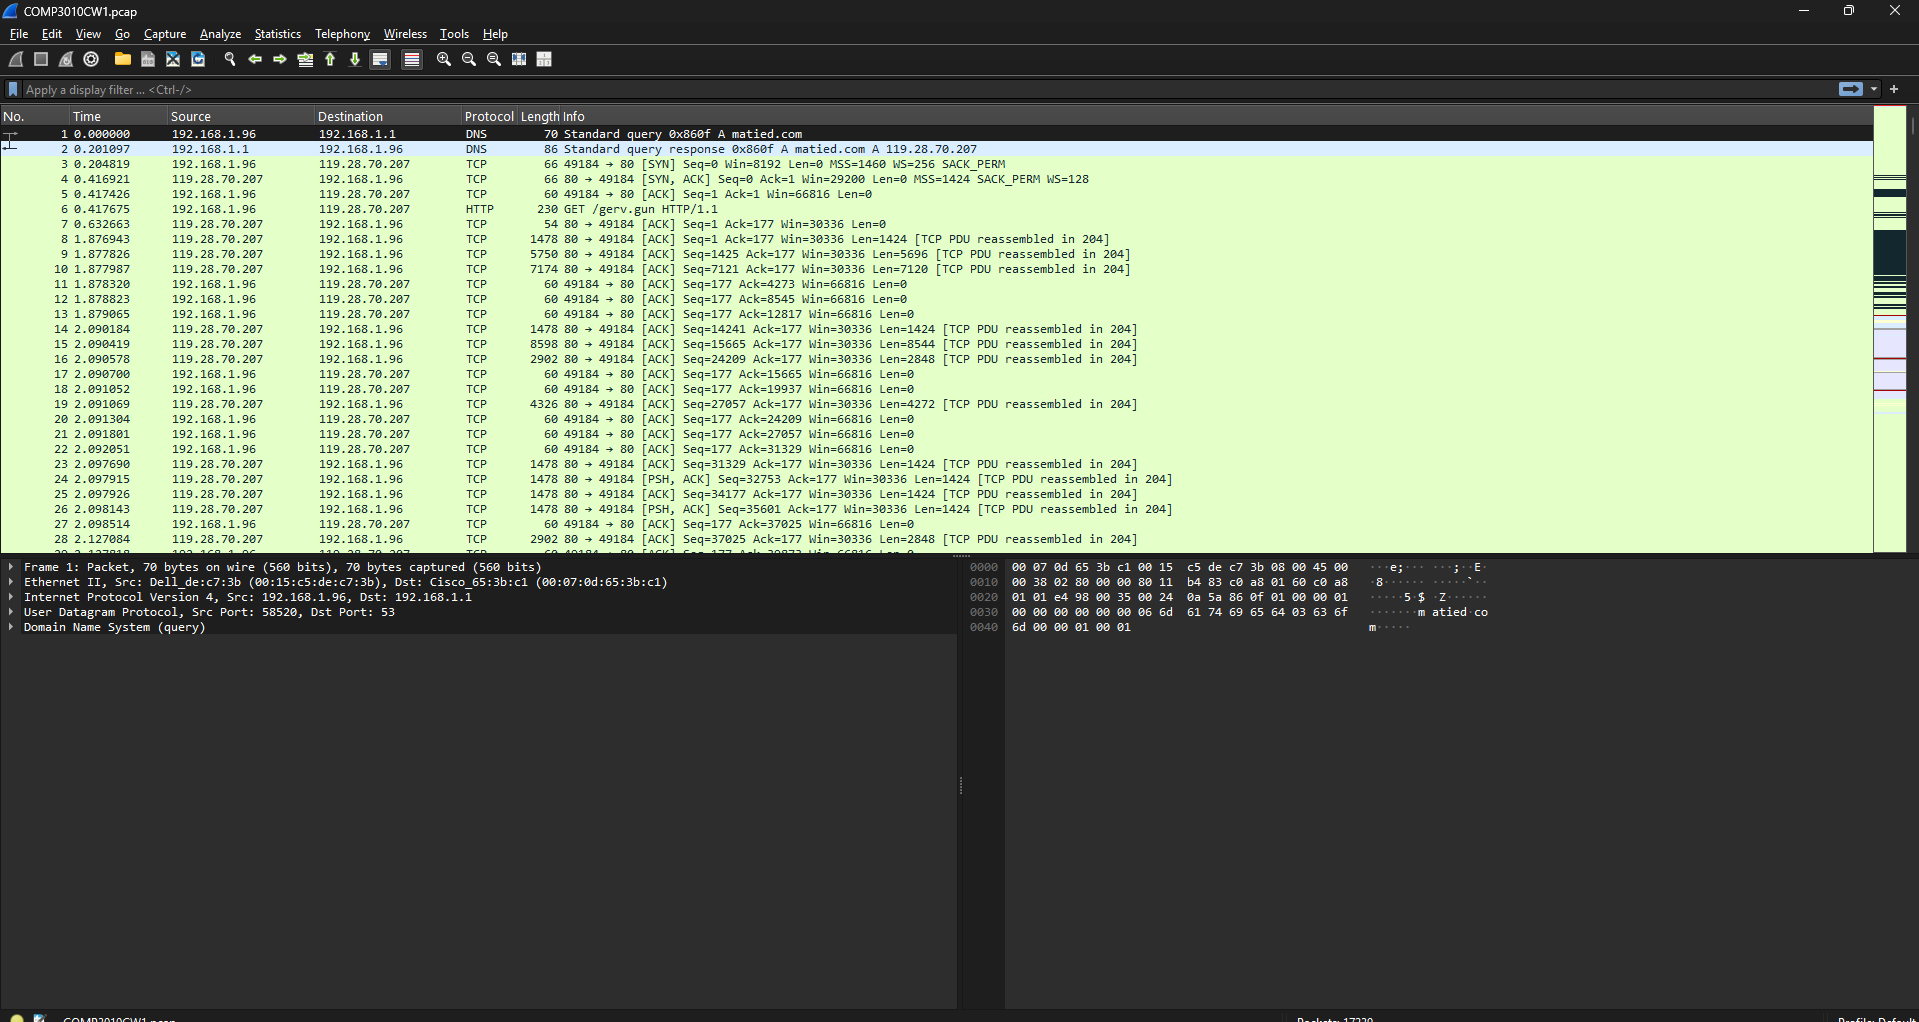 COMP3010CW1.pcap
File Edit View Go Capture Analyze Statistics Telephony Wireless Tools Help
Apply a display filter ... <Ctrl-/>
No. Time Source Destination Protocol Length Info
1 0.000000 192.168.1.96 192.168.1.1 DNS 70 Standard query 0x860f A matied.com
2 0.201097 192.168.1.1 192.168.1.96 DNS 86 Standard query response 0x860f A matied.com A 119.28.70.207
3 0.204819 192.168.1.96 119.28.70.207 TCP 66 49184 → 80 [SYN] Seq=0 Win=8192 Len=0 MSS=1460 WS=256 SACK_PERM
4 0.416921 119.28.70.207 192.168.1.96 TCP 66 80 → 49184 [SYN, ACK] Seq=0 Ack=1 Win=29200 Len=0 MSS=1424 SACK_PERM WS=128
5 0.417426 192.168.1.96 119.28.70.207 TCP 60 49184 → 80 [ACK] Seq=1 Ack=1 Win=66816 Len=0
6 0.417675 192.168.1.96 119.28.70.207 HTTP 230 GET /gerv.gun HTTP/1.1
7 0.632663 119.28.70.207 192.168.1.96 TCP 54 80 → 49184 [ACK] Seq=1 Ack=177 Win=30336 Len=0
8 1.876943 119.28.70.207 192.168.1.96 TCP 1478 80 → 49184 [ACK] Seq=1 Ack=177 Win=30336 Len=1424 [TCP PDU reassembled in 204]
9 1.877826 119.28.70.207 192.168.1.96 TCP 5750 80 → 49184 [ACK] Seq=1425 Ack=177 Win=30336 Len=5696 [TCP PDU reassembled in 204]
10 1.877987 119.28.70.207 192.168.1.96 TCP 7174 80 → 49184 [ACK] Seq=7121 Ack=177 Win=30336 Len=7120 [TCP PDU reassembled in 204]
11 1.878320 192.168.1.96 119.28.70.207 TCP 60 49184 → 80 [ACK] Seq=177 Ack=4273 Win=66816 Len=0
12 1.878823 192.168.1.96 119.28.70.207 TCP 60 49184 → 80 [ACK] Seq=177 Ack=8545 Win=66816 Len=0
13 1.879065 192.168.1.96 119.28.70.207 TCP 60 49184 → 80 [ACK] Seq=177 Ack=12817 Win=66816 Len=0
14 2.090184 119.28.70.207 192.168.1.96 TCP 1478 80 → 49184 [ACK] Seq=14241 Ack=177 Win=30336 Len=1424 [TCP PDU reassembled in 204]
15 2.090419 119.28.70.207 192.168.1.96 TCP 8598 80 → 49184 [ACK] Seq=15665 Ack=177 Win=30336 Len=8544 [TCP PDU reassembled in 204]
16 2.090578 119.28.70.207 192.168.1.96 TCP 2902 80 → 49184 [ACK] Seq=24209 Ack=177 Win=30336 Len=2848 [TCP PDU reassembled in 204]
17 2.090700 192.168.1.96 119.28.70.207 TCP 60 49184 → 80 [ACK] Seq=177 Ack=15665 Win=66816 Len=0
18 2.091052 192.168.1.96 119.28.70.207 TCP 60 49184 → 80 [ACK] Seq=177 Ack=19937 Win=66816 Len=0
19 2.091069 119.28.70.207 192.168.1.96 TCP 4326 80 → 49184 [ACK] Seq=27057 Ack=177 Win=30336 Len=4272 [TCP PDU reassembled in 204]
20 2.091304 192.168.1.96 119.28.70.207 TCP 60 49184 → 80 [ACK] Seq=177 Ack=24209 Win=66816 Len=0
21 2.091801 192.168.1.96 119.28.70.207 TCP 60 49184 → 80 [ACK] Seq=177 Ack=27057 Win=66816 Len=0
22 2.092051 192.168.1.96 119.28.70.207 TCP 60 49184 → 80 [ACK] Seq=177 Ack=31329 Win=66816 Len=0
23 2.097690 119.28.70.207 192.168.1.96 TCP 1478 80 → 49184 [ACK] Seq=31329 Ack=177 Win=30336 Len=1424 [TCP PDU reassembled in 204]
24 2.097915 119.28.70.207 192.168.1.96 TCP 1478 80 → 49184 [PSH, ACK] Seq=32753 Ack=177 Win=30336 Len=1424 [TCP PDU reassembled in 204]
25 2.097926 119.28.70.207 192.168.1.96 TCP 1478 80 → 49184 [ACK] Seq=34177 Ack=177 Win=30336 Len=1424 [TCP PDU reassembled in 204]
26 2.098143 119.28.70.207 192.168.1.96 TCP 1478 80 → 49184 [PSH, ACK] Seq=35601 Ack=177 Win=30336 Len=1424 [TCP PDU reassembled in 204]
27 2.098514 192.168.1.96 119.28.70.207 TCP 60 49184 → 80 [ACK] Seq=177 Ack=37025 Win=66816 Len=0
28 2.127084 119.28.70.207 192.168.1.96 TCP 2902 80 → 49184 [ACK] Seq=37025 Ack=177 Win=30336 Len=2848 [TCP PDU reassembled in 204]
Frame 1: Packet, 70 bytes on wire (560 bits), 70 bytes captured (560 bits)
Ethernet II, Src: Dell_de:c7:3b (00:15:c5:de:c7:3b), Dst: Cisco_65:3b:c1 (00:07:0d:65:3b:c1)
Internet Protocol Version 4, Src: 192.168.1.96, Dst: 192.168.1.1
User Datagram Protocol, Src Port: 58520, Dst Port: 53
Domain Name System (query)
0000 00 07 0d 65 3b c1 00 15 c5 de c7 3b 08 00 45 00 ···e;··· ···;··E·
0010 00 38 02 80 00 00 80 11 b4 83 c0 a8 01 60 c0 a8 ·8······ ·····`··
0020 01 01 e4 98 00 35 00 24 0a 5a 86 0f 01 00 00 01 ·····5·$ ·Z······
0030 00 00 00 00 00 00 06 6d 61 74 69 65 64 03 63 6f ·······m atied·co
0040 6d 00 00 01 00 01 m·····
COMP3010CW1.pcap Packets: 17330 Profile: Default